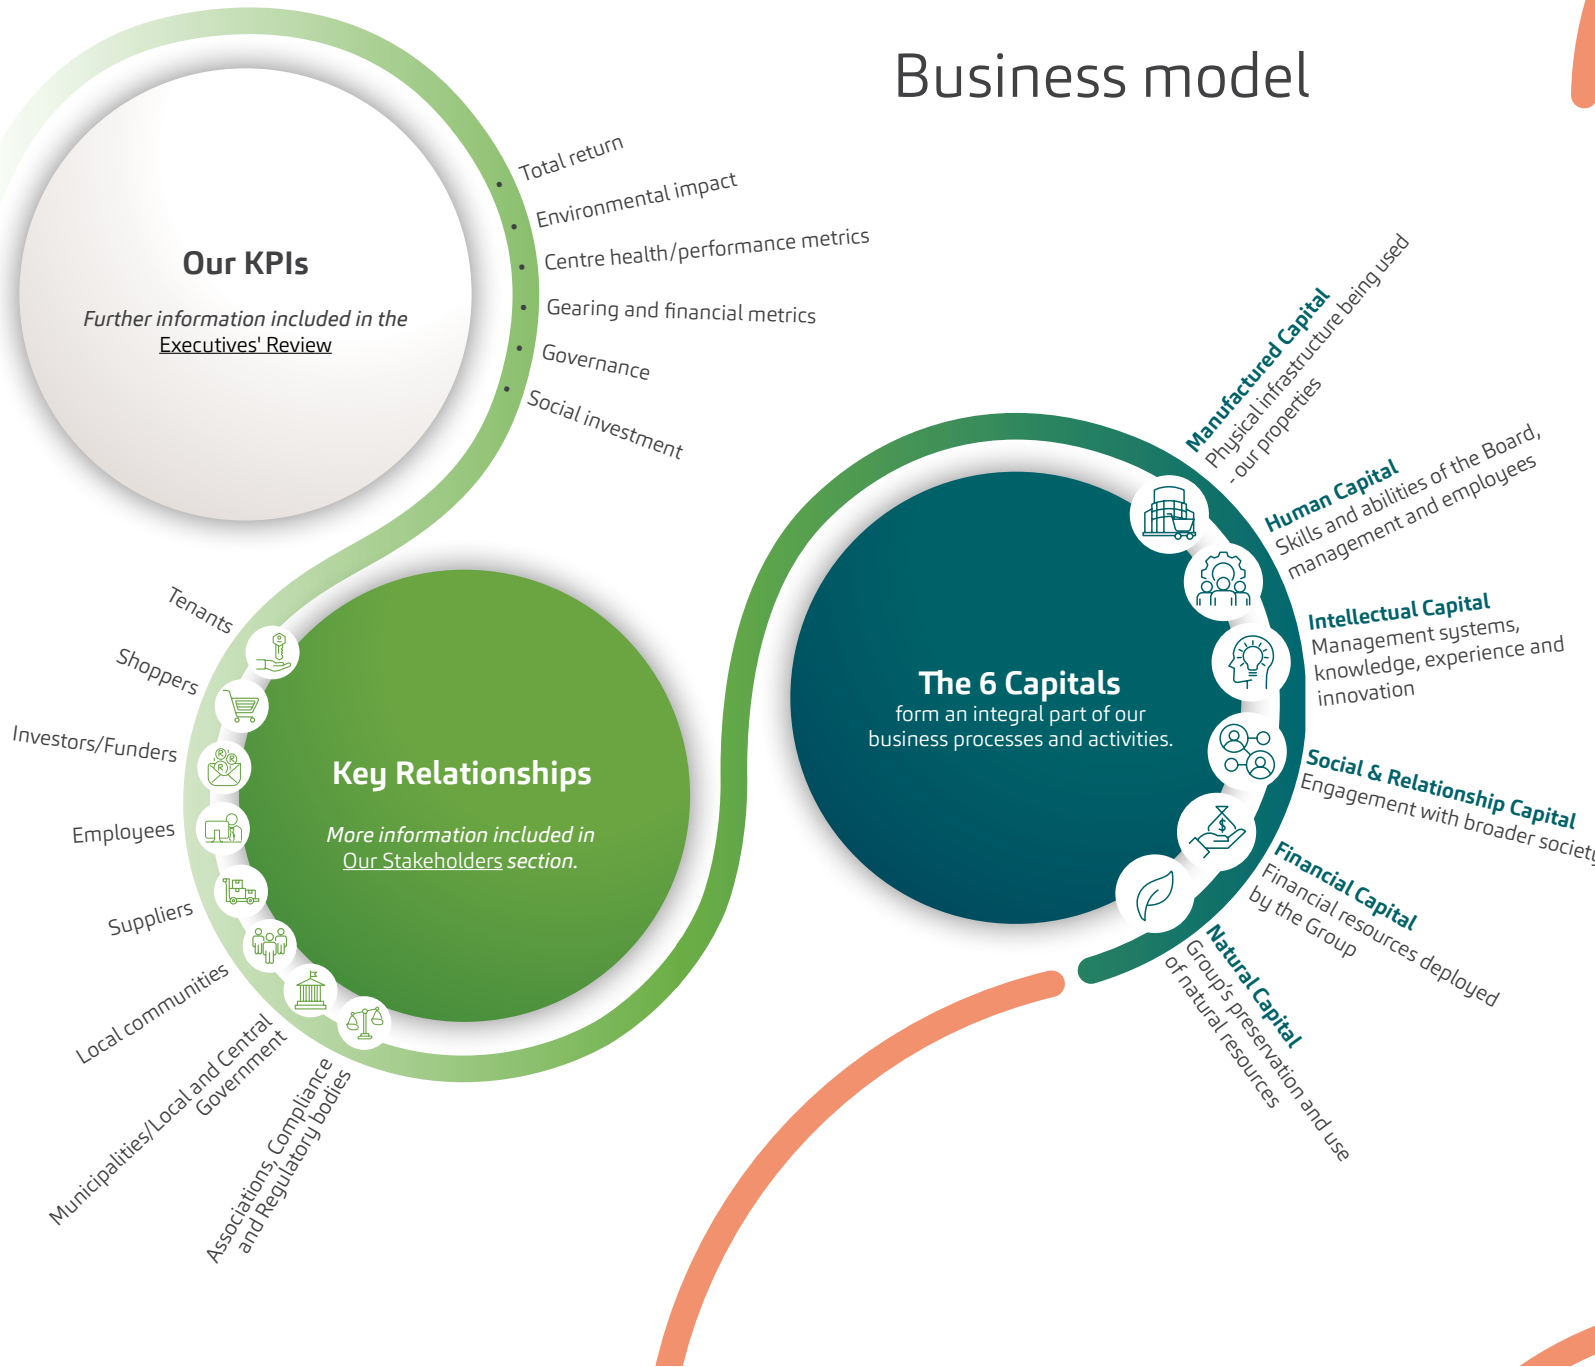 Business model
Our KPIs
Further information included in the
Executives' Review
Total return
Environmental impact
Centre health/performance metrics
Gearing and financial metrics
Governance
Social investment
Key Relationships
More information included in
Our Stakeholders section.
Tenants
Shoppers
Investors/Funders
Employees
Suppliers
Local communities
Municipalities/Local and Central
Government
Associations, Compliance
and Regulatory bodies
The 6 Capitals
form an integral part of our
business processes and activities.
Manufactured Capital
Physical infrastructure being used
- our properties
Human Capital
Skills and abilities of the Board,
management and employees
Intellectual Capital
Management systems,
knowledge, experience and
innovation
Social & Relationship Capital
Engagement with broader society
Financial Capital
Financial resources deployed
by the Group
Natural Capital
Group's preservation and use
of natural resources